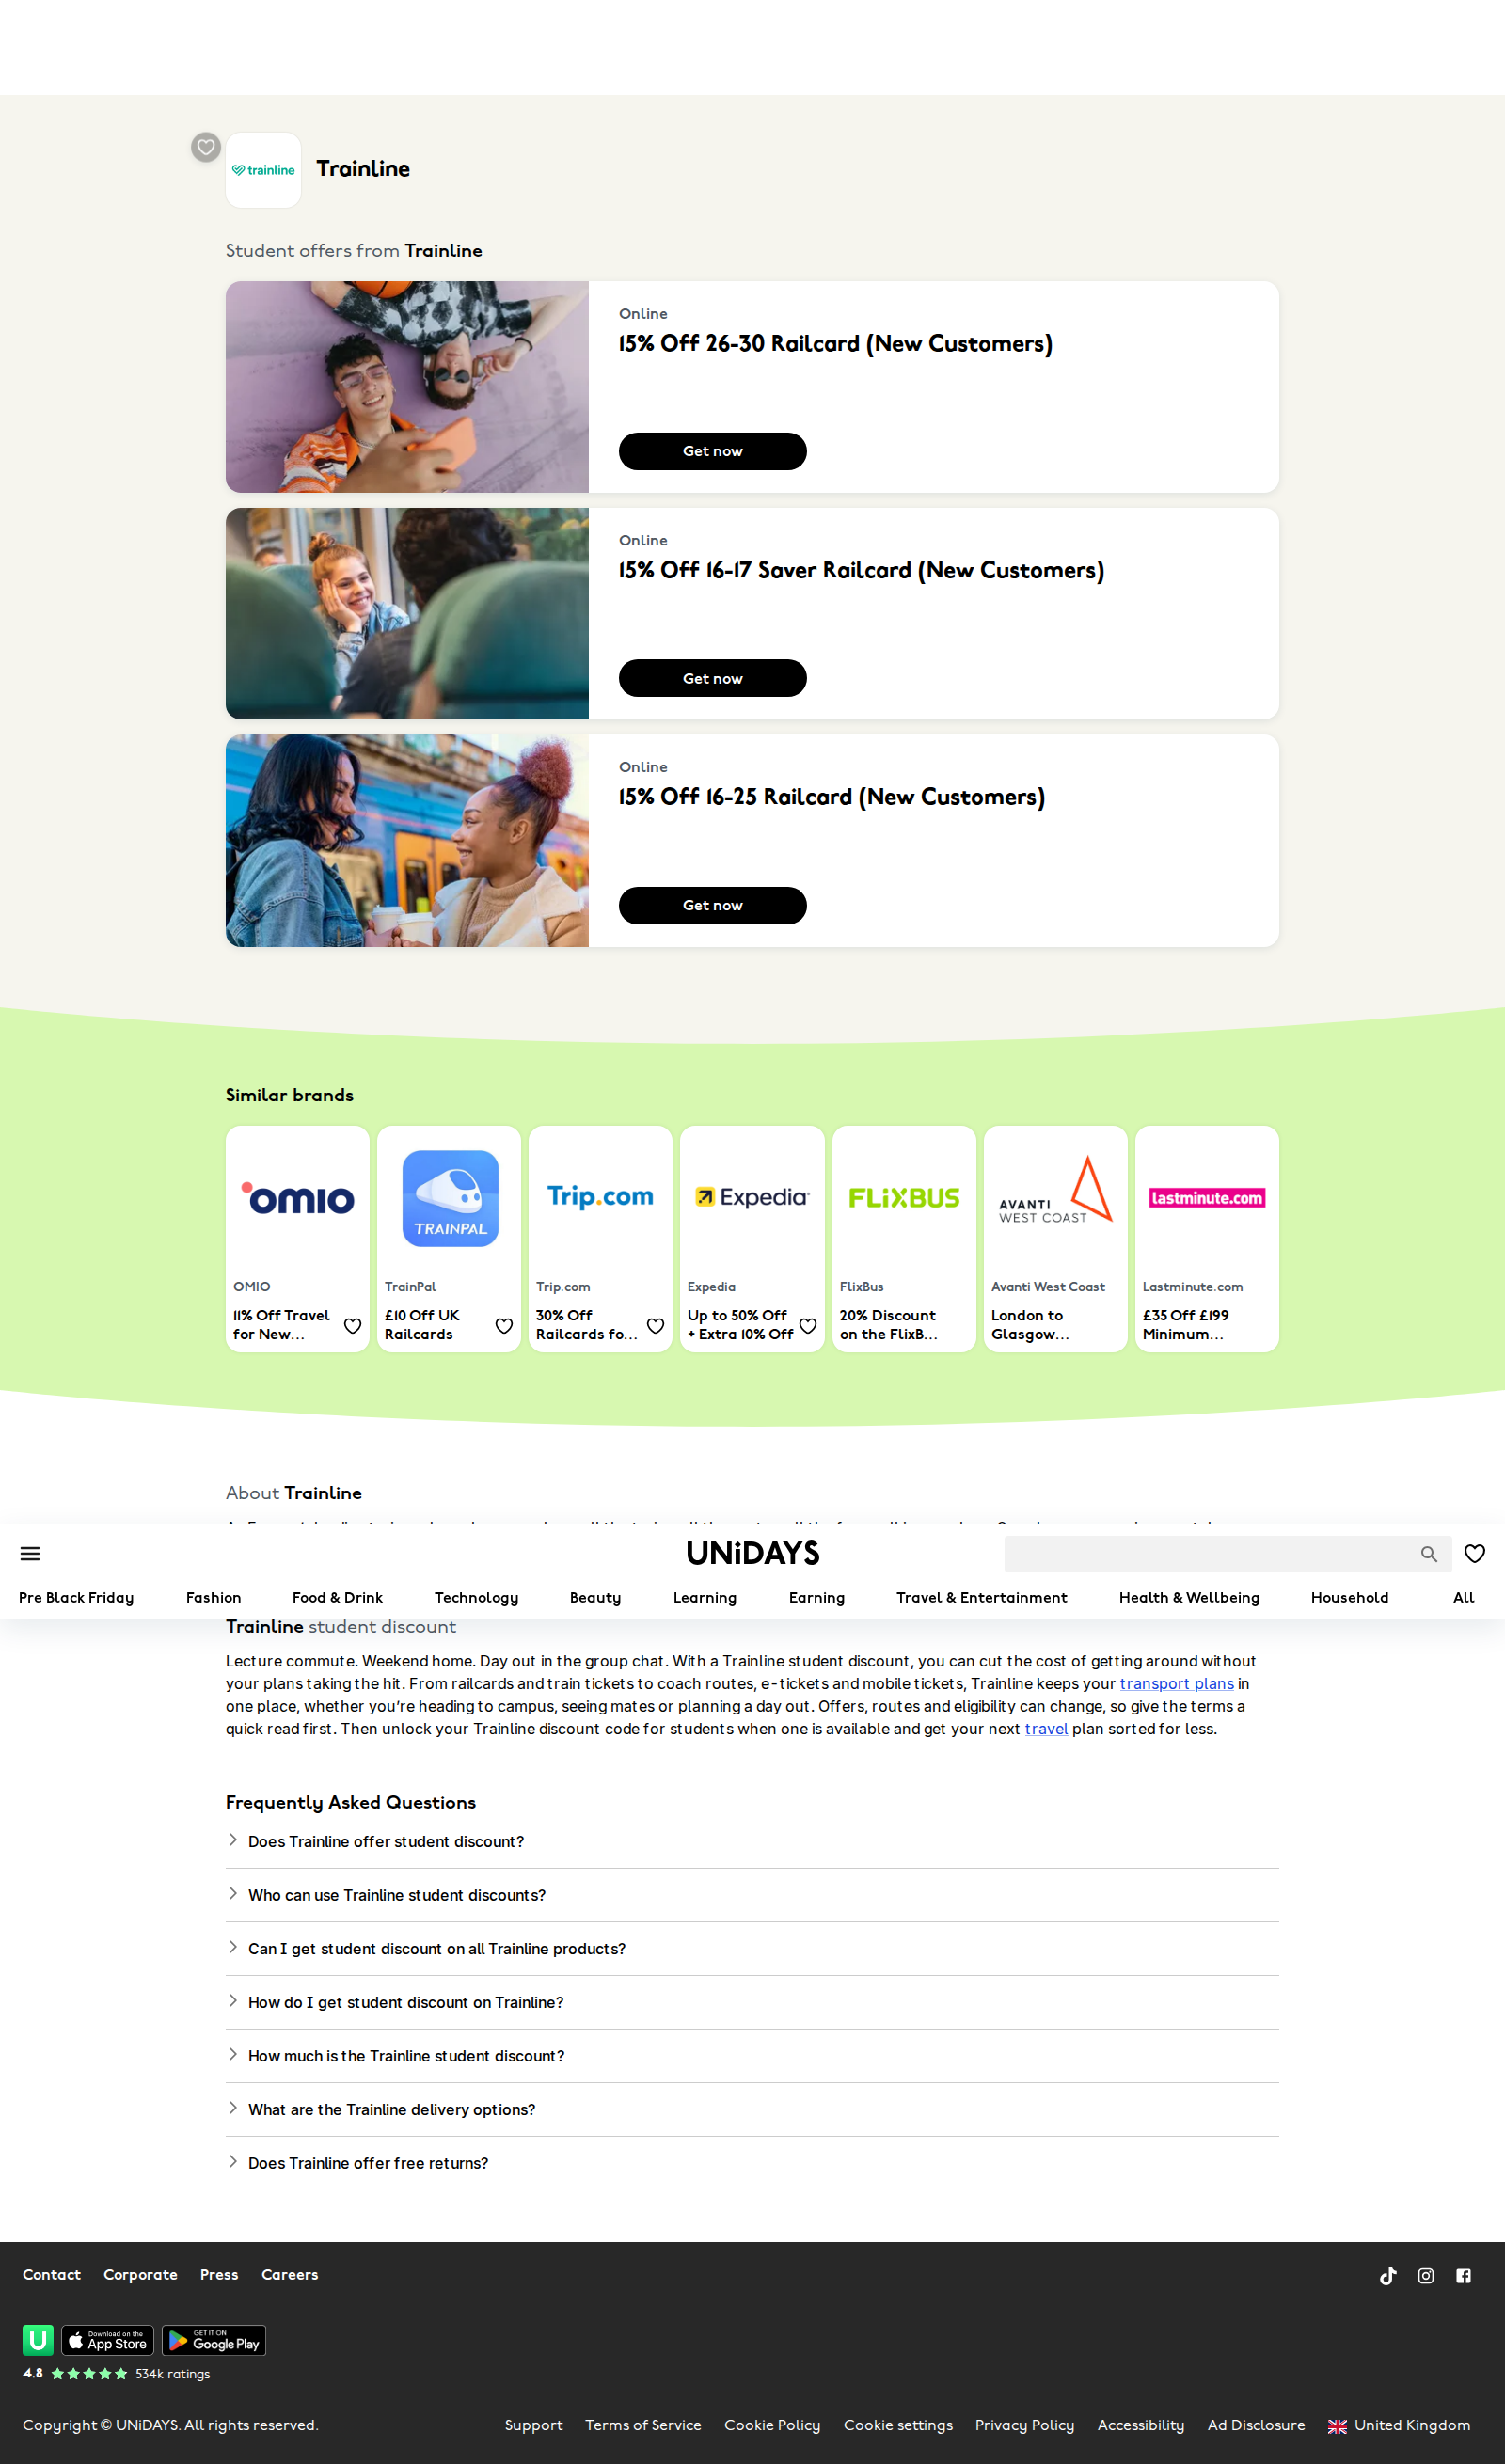 trainline
Trainline
Student offers from Trainline
Online
15% Off 26-30 Railcard (New Customers)
Get now
Online
15% Off 16-17 Saver Railcard (New Customers)
Get now
Online
15% Off 16-25 Railcard (New Customers)
Get now
Similar brands
OMIO
TRAINPAL
Trip.com
Expedia
FLiXBUS
AVANTI
WEST COAST
lastminute.com
OMIO
11% Off Travel
for New...
TrainPal
£10 Off UK
Railcards
Trip.com
30% Off
Railcards fo...
Expedia
Up to 50% Off
+ Extra 10% Off
FlixBus
20% Discount
on the FlixB...
Avanti West Coast
London to
Glasgow...
Lastminute.com
£35 Off £199
Minimum...
About Trainline
UNiDAYS
Pre Black Friday Fashion Food & Drink Technology Beauty Learning Earning Travel & Entertainment Health & Wellbeing Household All
Trainline student discount
Lecture commute. Weekend home. Day out in the group chat. With a Trainline student discount, you can cut the cost of getting around without
your plans taking the hit. From railcards and train tickets to coach routes, e-tickets and mobile tickets, Trainline keeps your transport plans in
one place, whether you’re heading to campus, seeing mates or planning a day out. Offers, routes and eligibility can change, so give the terms a
quick read first. Then unlock your Trainline discount code for students when one is available and get your next travel plan sorted for less.
Frequently Asked Questions
Does Trainline offer student discount?
Who can use Trainline student discounts?
Can I get student discount on all Trainline products?
How do I get student discount on Trainline?
How much is the Trainline student discount?
What are the Trainline delivery options?
Does Trainline offer free returns?
Contact Corporate Press Careers
U
Download on the
App Store
GET IT ON
Google Play
4.8 534k ratings
Copyright © UNiDAYS. All rights reserved. Support Terms of Service Cookie Policy Cookie settings Privacy Policy Accessibility Ad Disclosure United Kingdom